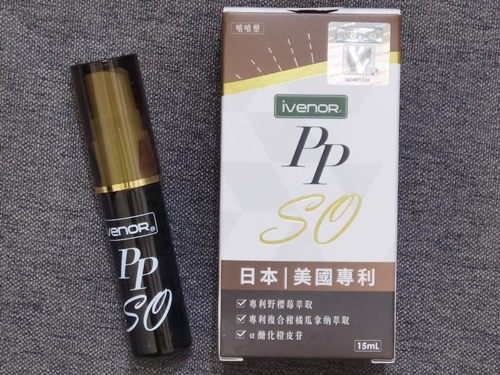 iVENOR®
PP
SO
噴噴塑
iVENOR®
PP
SO
日本|美國專利
專利野櫻莓萃取
專利複合柑橘瓜拿納萃取
α醣化橙皮苷
15mL